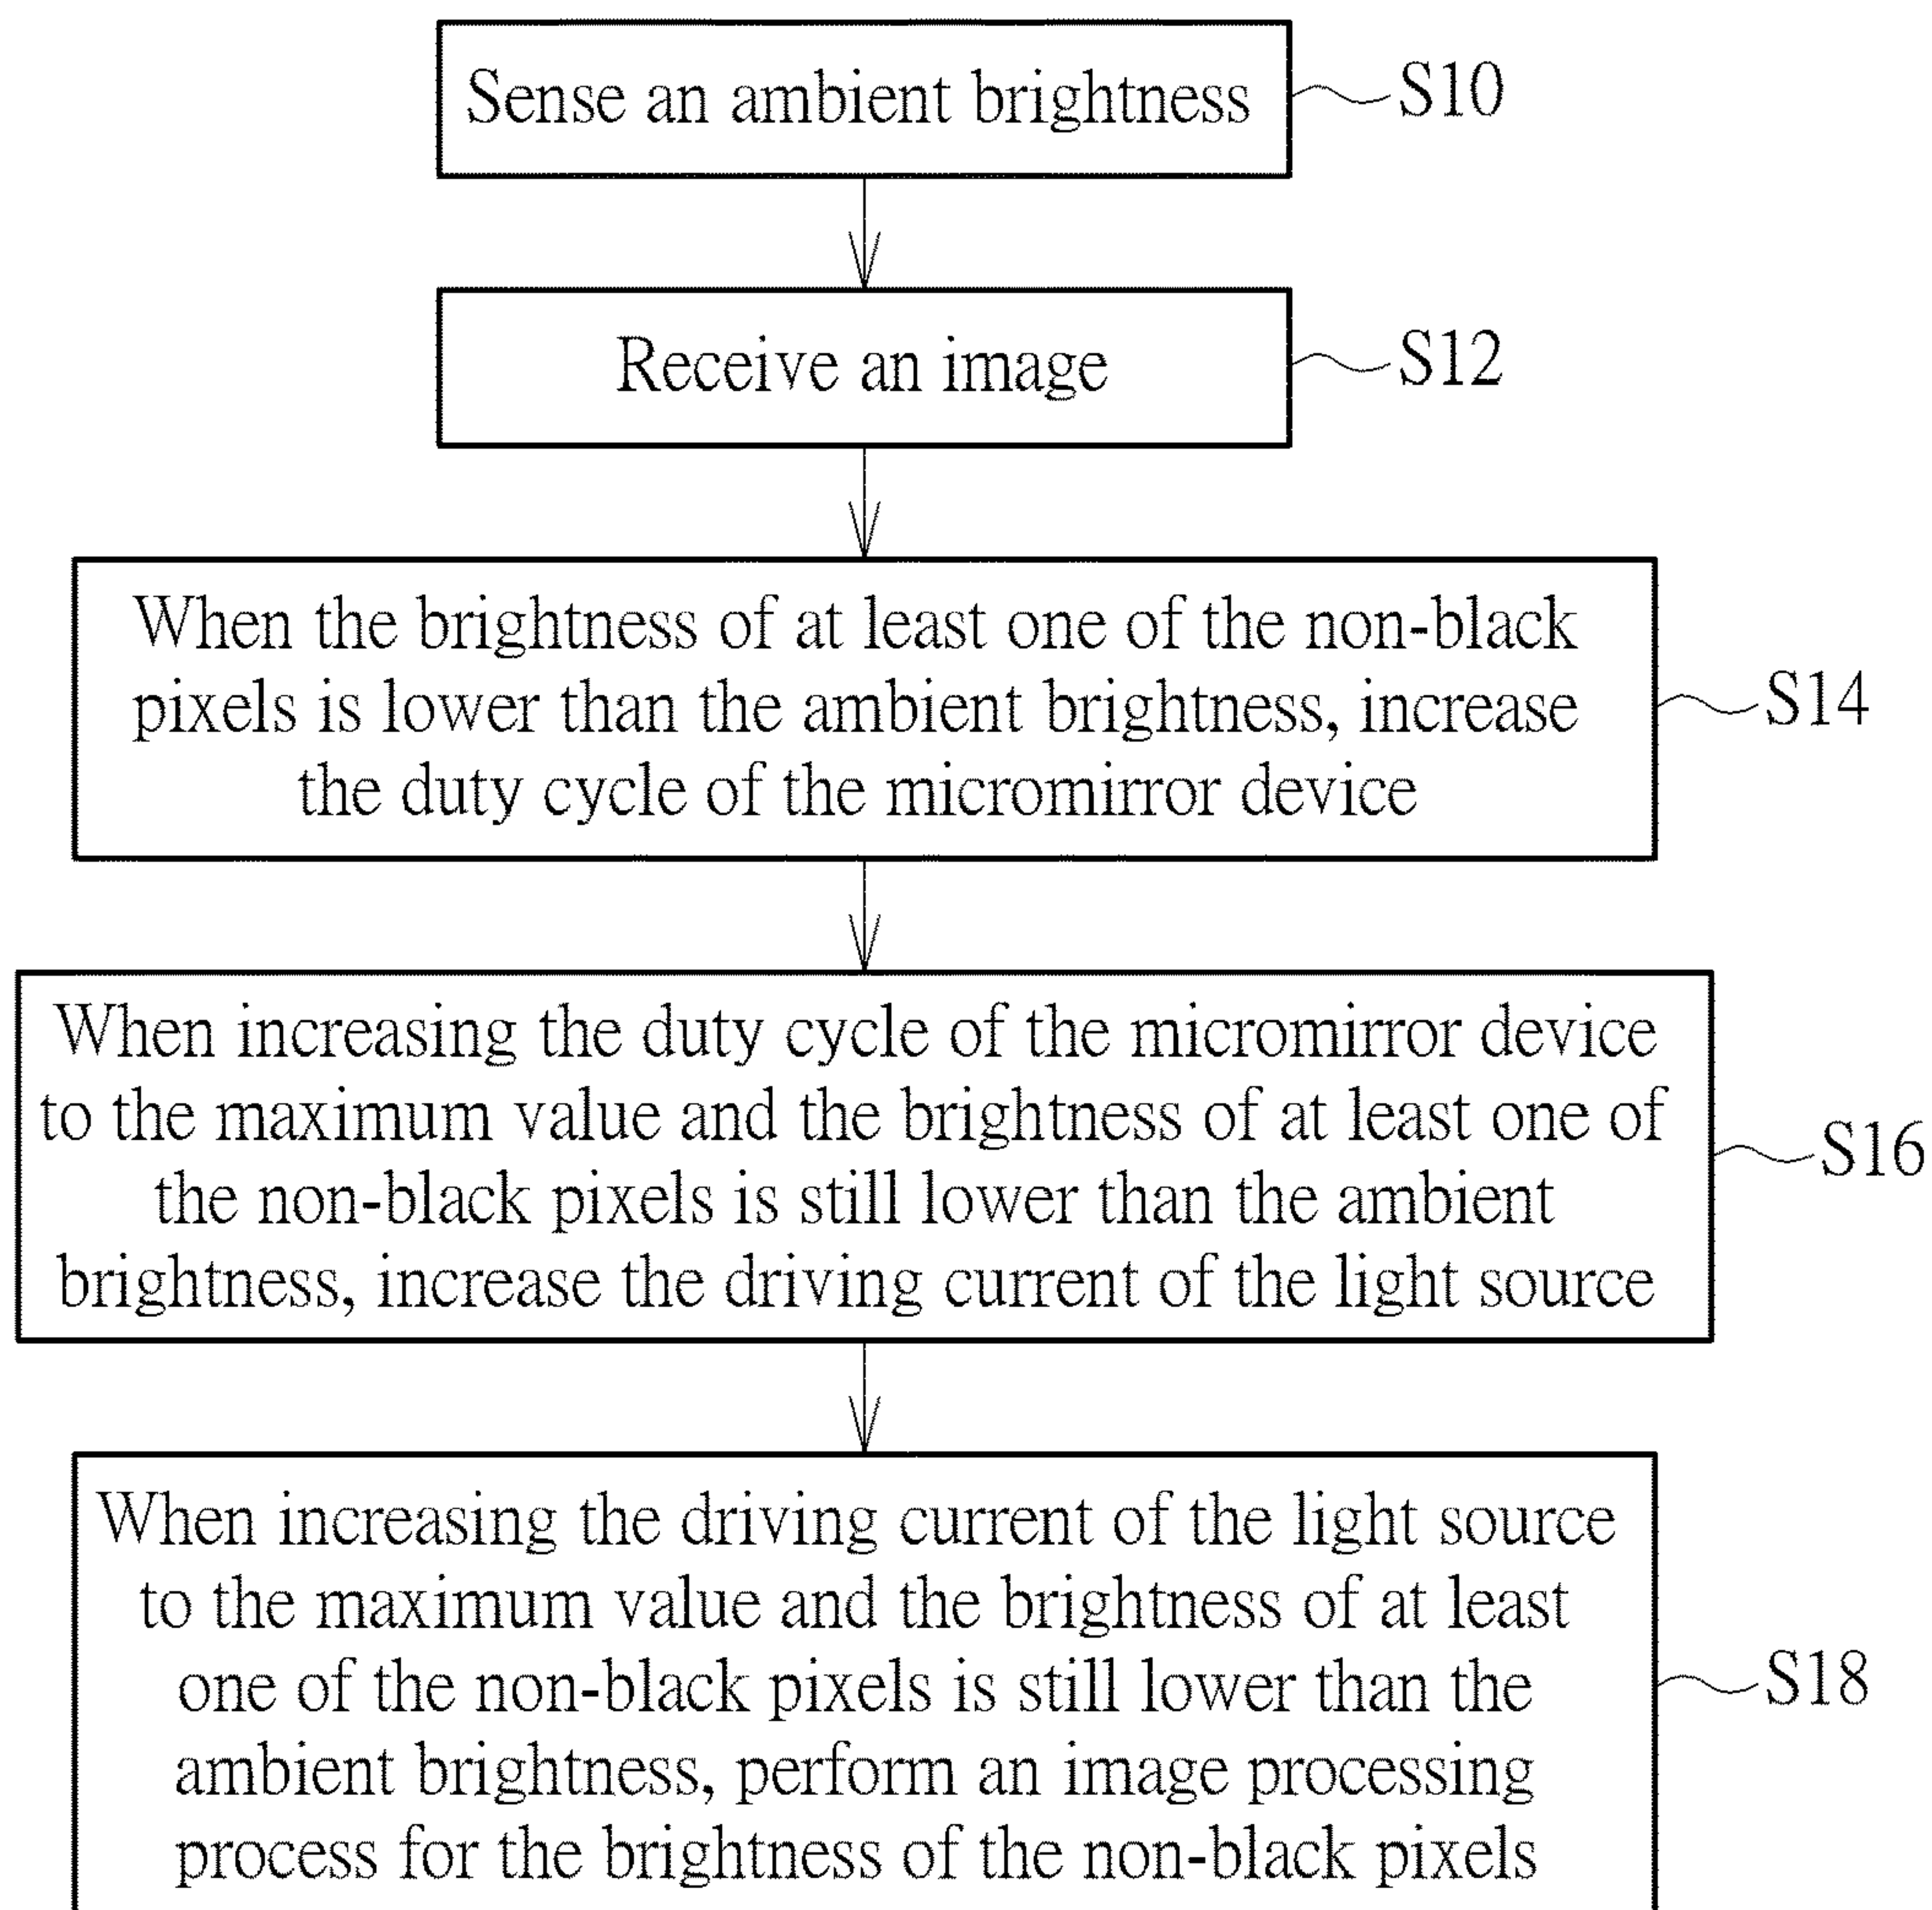 Sense an ambient brightness
S10
Receive an image
S12
When the brightness of at least one of the non-black
pixels is lower than the ambient brightness, increase
the duty cycle of the micromirror device
S14
When increasing the duty cycle of the micromirror device
to the maximum value and the brightness of at least one of
the non-black pixels is still lower than the ambient
brightness, increase the driving current of the light source
S16
When increasing the driving current of the light source
to the maximum value and the brightness of at least
one of the non-black pixels is still lower than the
ambient brightness, perform an image processing
process for the brightness of the non-black pixels
S18